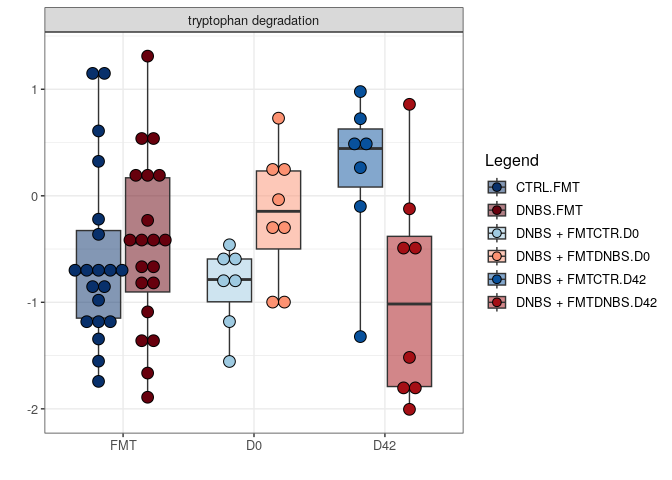 tryptophan degradation
1
0
-1
-2
FMT
D0
D42
Legend
CTRL.FMT
DNBS.FMT
DNBS + FMTCTR.D0
DNBS + FMTDNBS.D0
DNBS + FMTCTR.D42
DNBS + FMTDNBS.D42